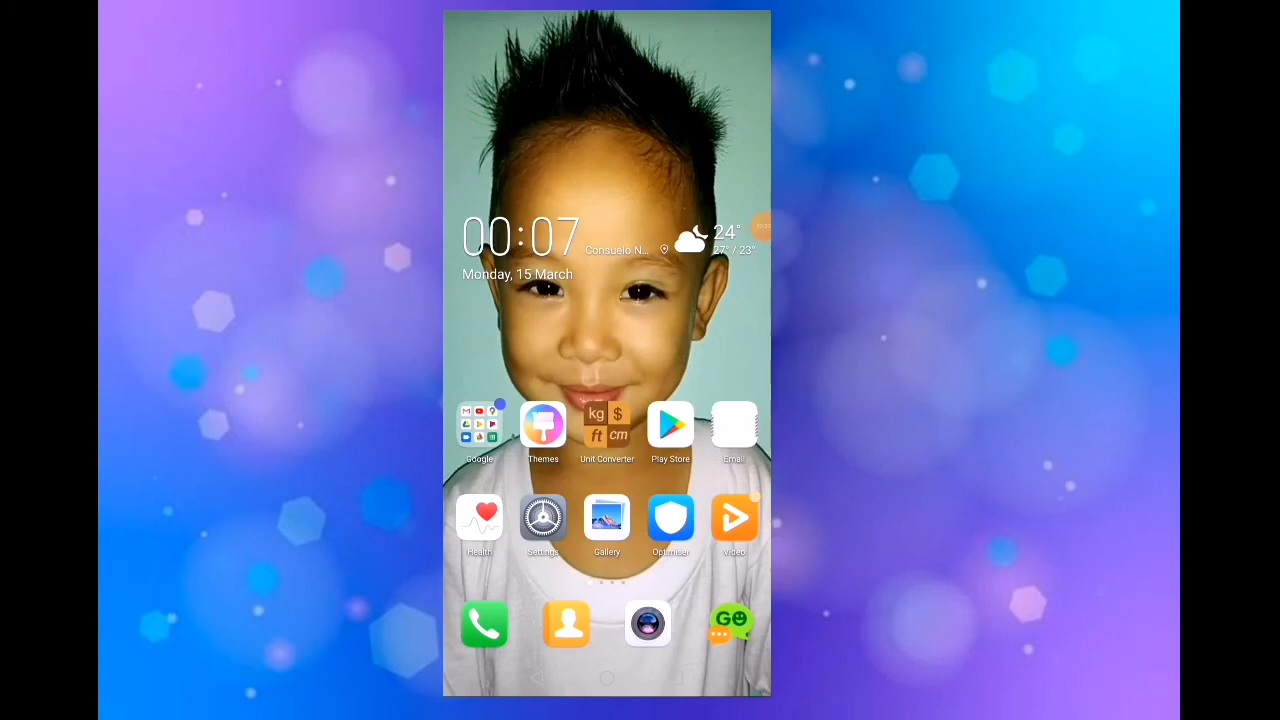 00:07
Consuelo N...
24°
27° / 23°
Monday, 15 March
kg $
ft cm
Google
Themes
Unit Converter
Play Store
Email
Health
Settings
Gallery
Optimiser
Video
GO